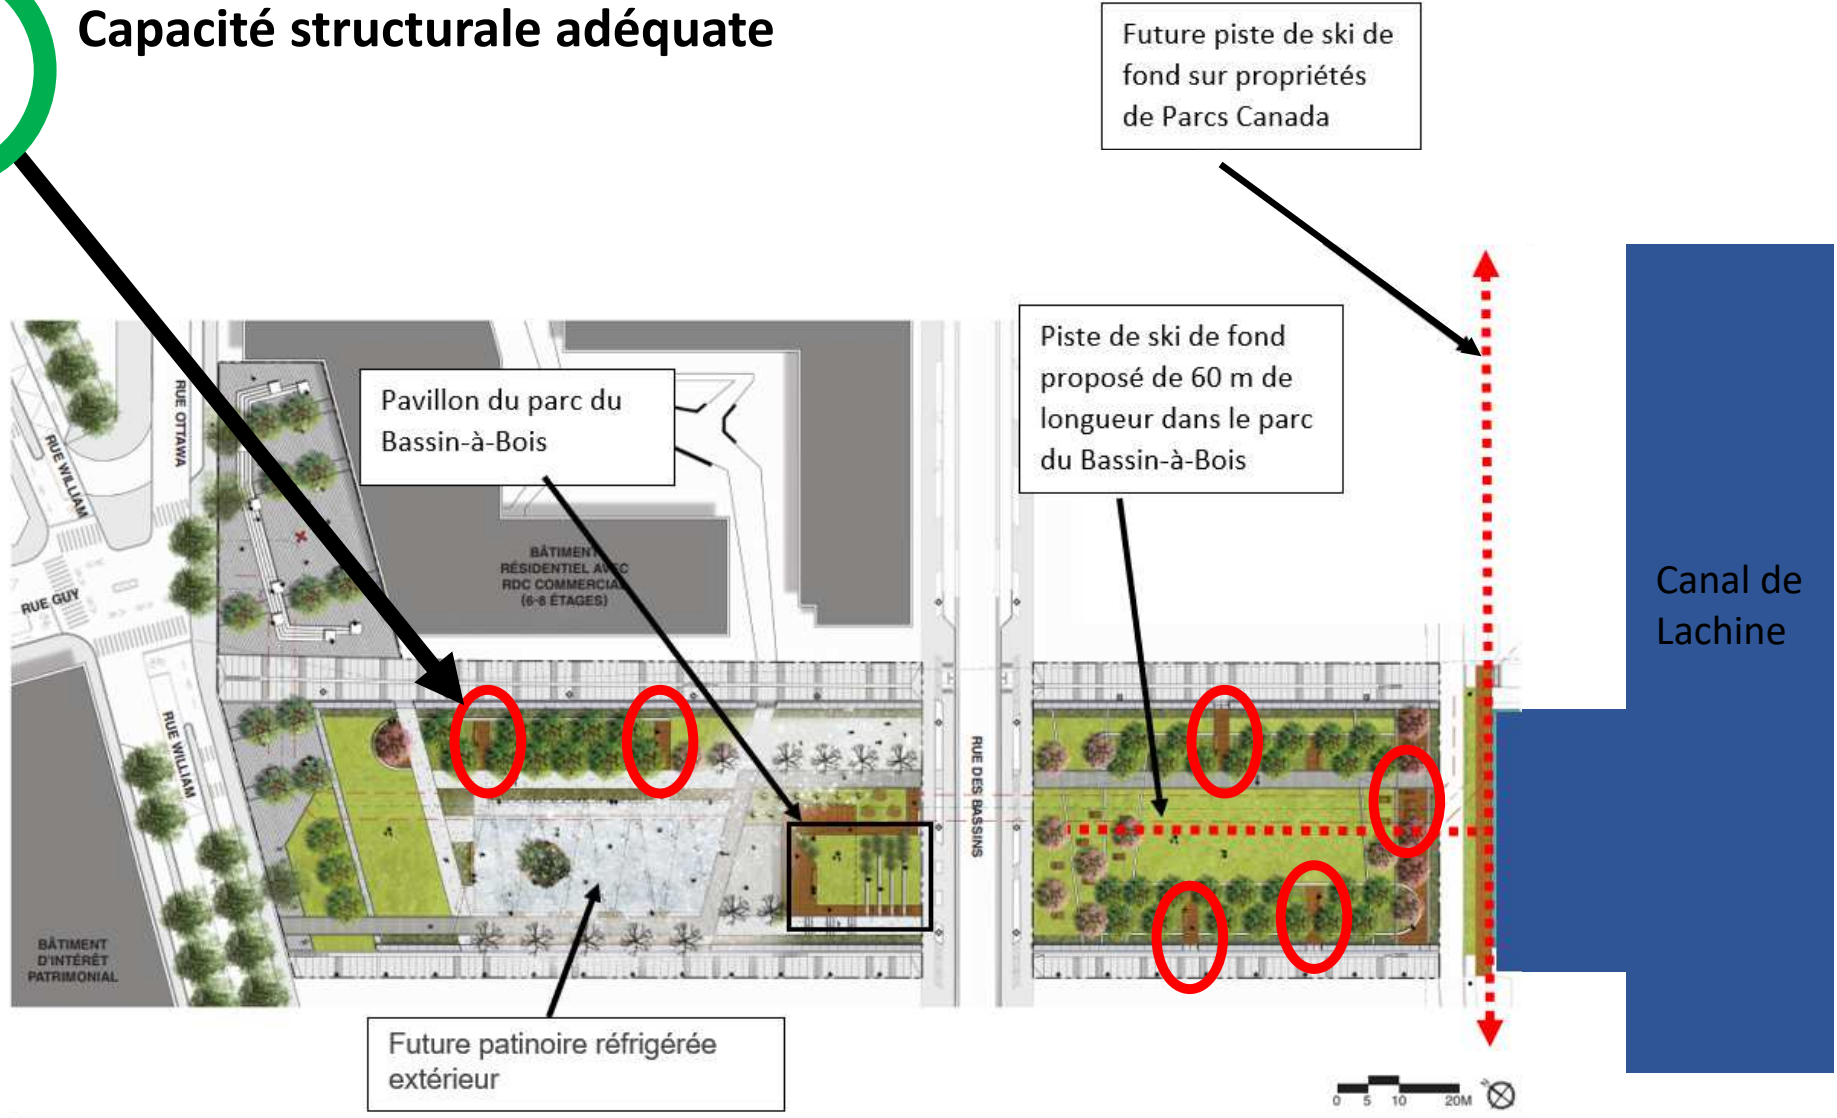 Capacité structurale adéquate
Future piste de ski de
fond sur propriétés
de Parcs Canada
Piste de ski de fond
proposé de 60 m de
longueur dans le parc
du Bassin-à-Bois
Pavillon du parc du
Bassin-à-Bois
RUE OTTAWA
RUE WILLIAM
RUE GUY
BÂTIMENT
RÉSIDENTIEL AVEC
RDC COMMERCIAL
(6-8 ÉTAGES)
Canal de
Lachine
RUE WILLIAM
RUE DES BASSINS
BÂTIMENT
D'INTÉRÊT
PATRIMONIAL
Future patinoire réfrigérée
extérieur
0 5 10 20M
N